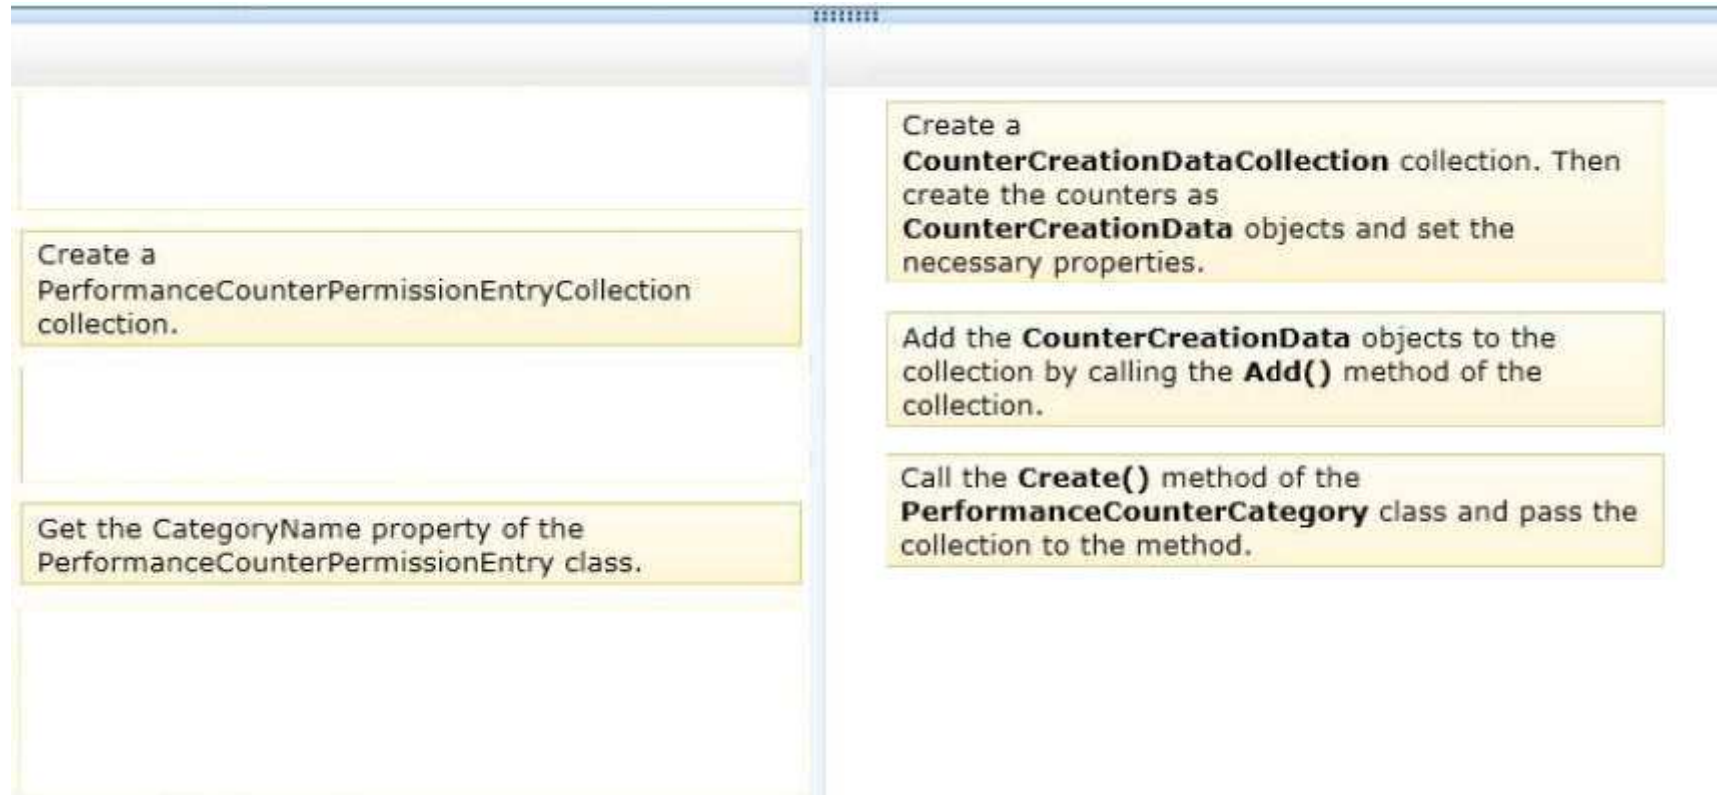 Create a
PerformanceCounterPermissionEntryCollection
collection.
Get the CategoryName property of the
PerformanceCounterPermissionEntry class.
Create a
CounterCreationDataCollection collection. Then
create the counters as
CounterCreationData objects and set the
necessary properties.
Add the CounterCreationData objects to the
collection by calling the Add() method of the
collection.
Call the Create() method of the
PerformanceCounterCategory class and pass the
collection to the method.